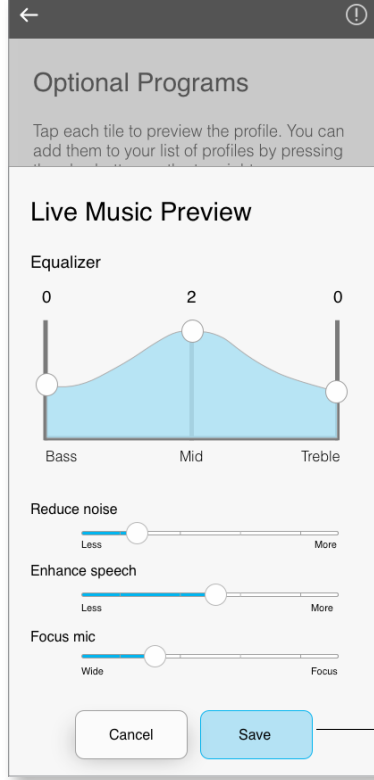 Optional Programs
Tap each tile to preview the profile. You can
add them to your list of profiles by pressing
Live Music Preview
Equalizer
0 2 0
Bass Mid Treble
Reduce noise
Less More
Enhance speech
Less More
Focus mic
Wide Focus
Cancel Save